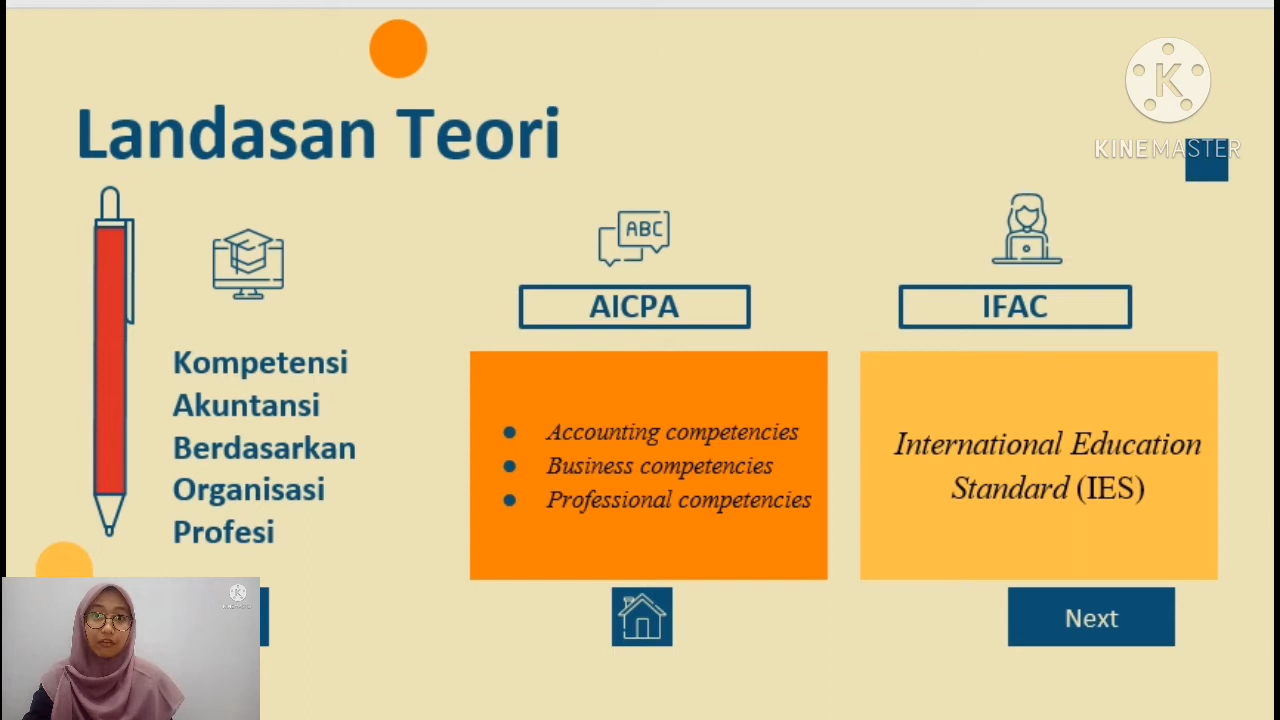 Landasan Teori
KINEMASTER
ABC
AICPA
IFAC
Kompetensi
Akuntansi
Berdasarkan
Organisasi
Profesi
Accounting competencies
Business competencies
Professional competencies
International Education
Standard (IES)
Next